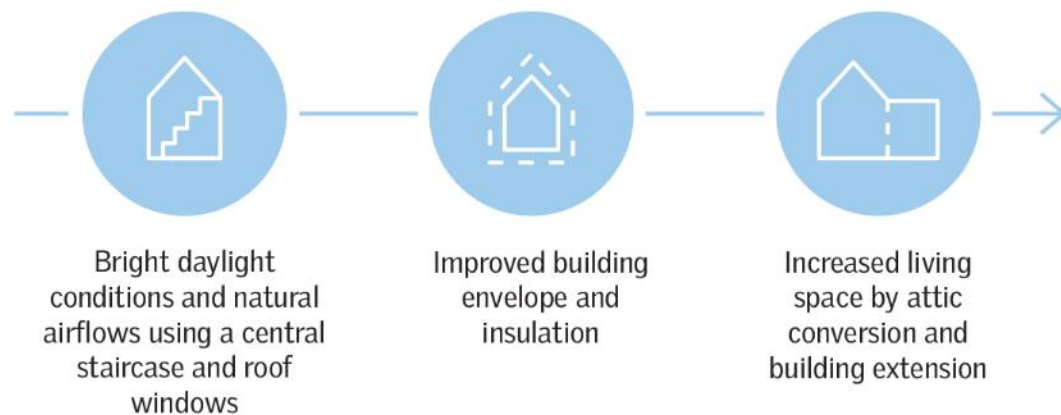 Bright daylight
conditions and natural
airflows using a central
staircase and roof
windows
Improved building
envelope and
insulation
Increased living
space by attic
conversion and
building extension